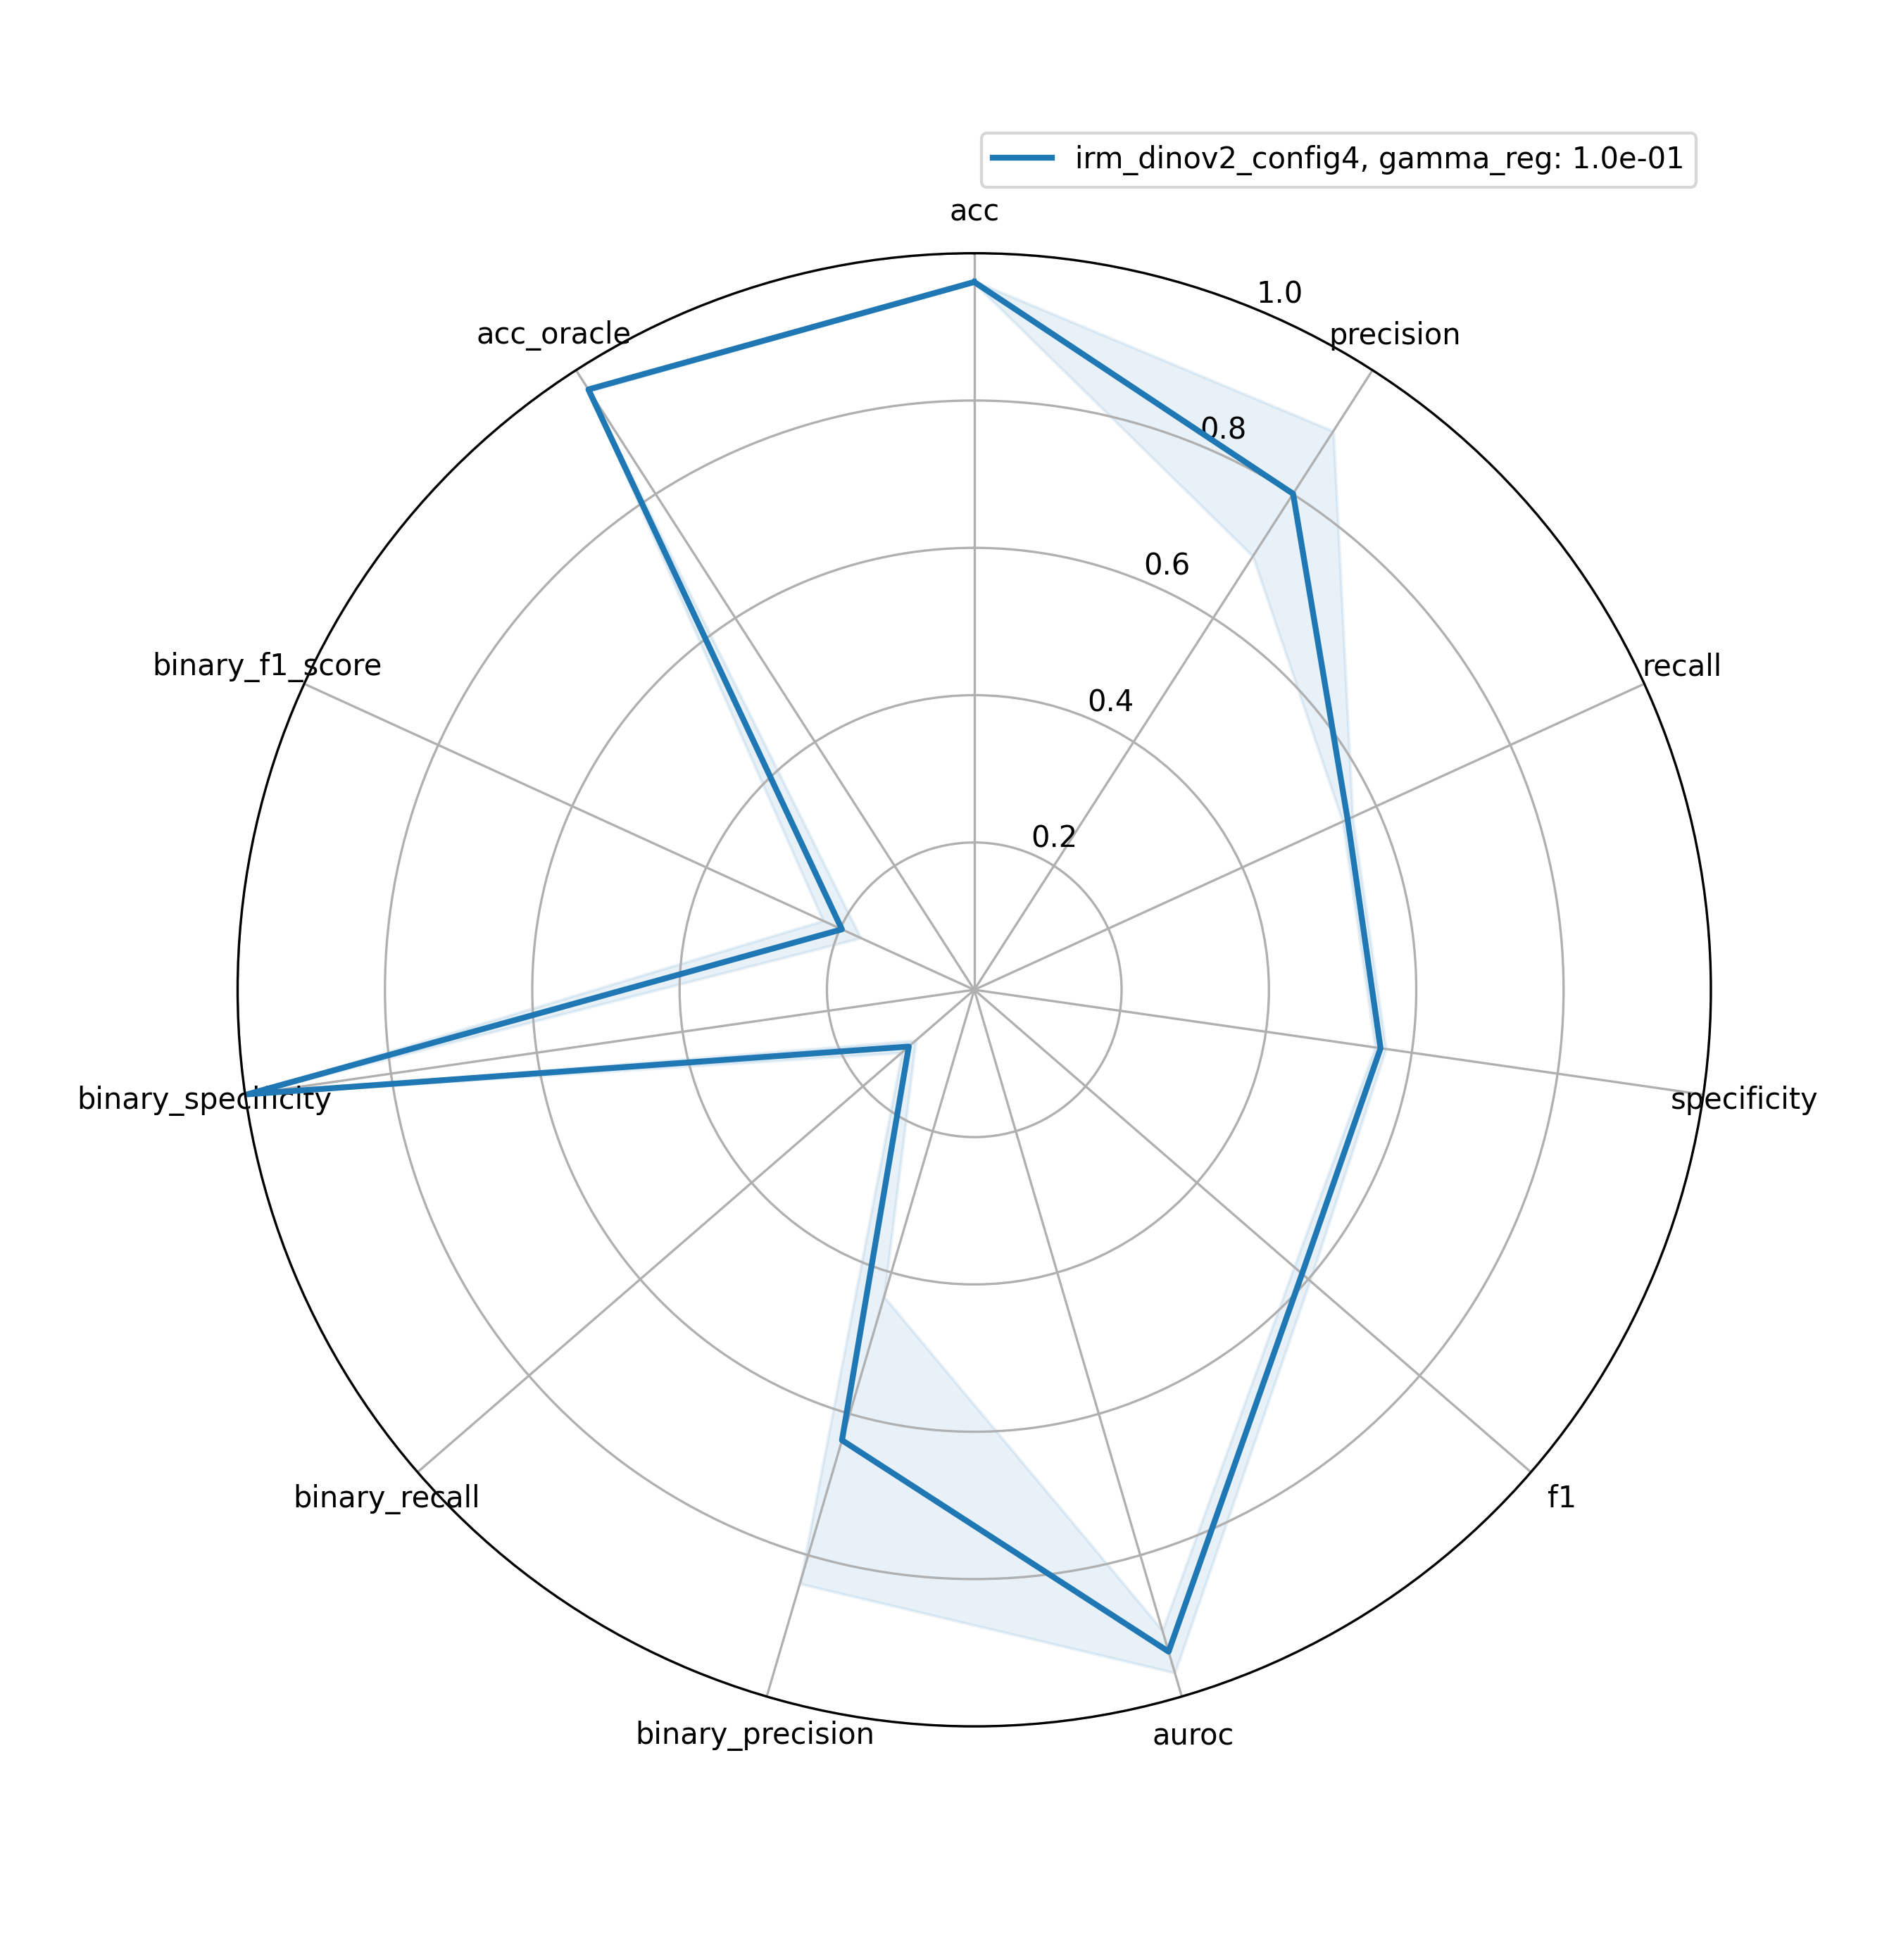 irm_dinov2_config4, gamma_reg: 1.0e-01
acc
1.0
acc_oracle
precision
0.8
0.6
binary_f1_score
recall
0.4
0.2
binary_specificity
specificity
binary_recall
f1
binary_precision
auroc